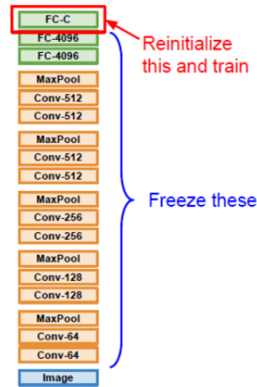 FC-C
FC-4096
FC-4096
MaxPool
Conv-512
Conv-512
MaxPool
Conv-512
Conv-512
MaxPool
Conv-256
Conv-256
MaxPool
Conv-128
Conv-128
MaxPool
Conv-64
Conv-64
Image
Reinitialize
this and train
Freeze these